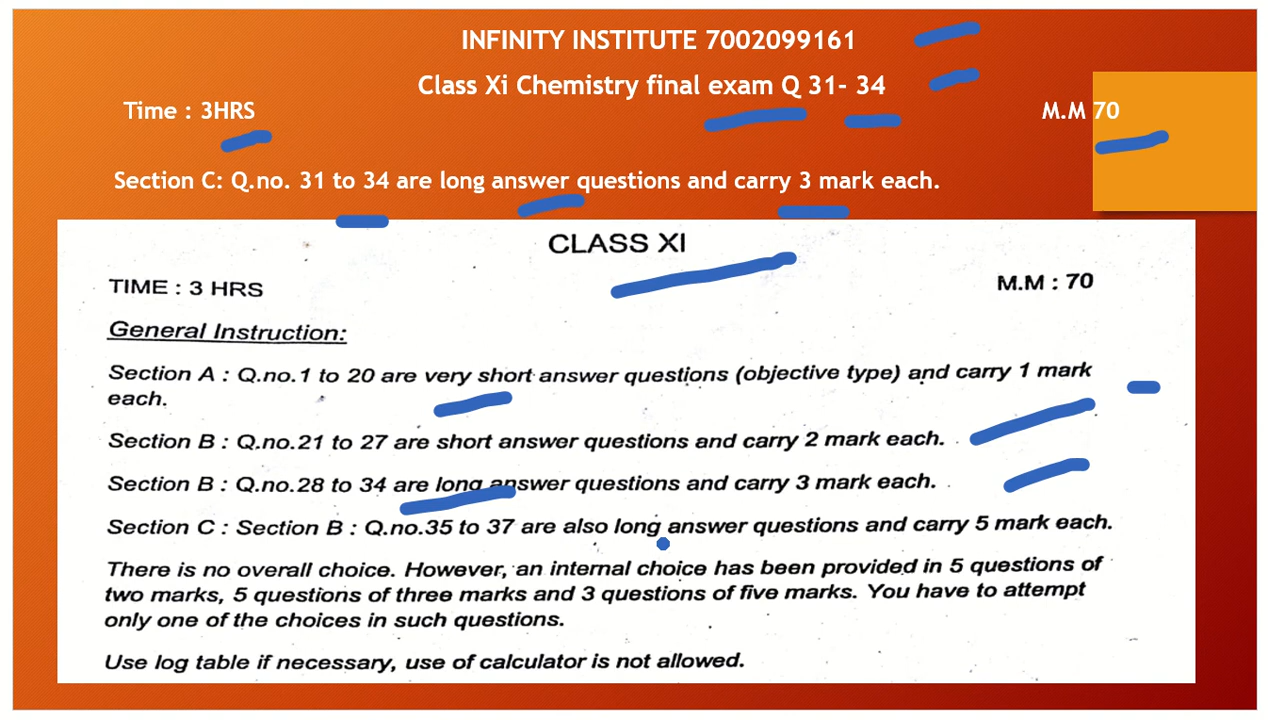 INFINITY INSTITUTE 7002099161
Class Xi Chemistry final exam Q 31- 34
Time : 3HRS
M.M 70
Section C: Q.no. 31 to 34 are long answer questions and carry 3 mark each.
CLASS XI
TIME : 3 HRS
M.M : 70
General Instruction:
Section A : Q.no.1 to 20 are very short answer questions (objective type) and carry 1 mark
each.
Section B : Q.no.21 to 27 are short answer questions and carry 2 mark each.
Section B : Q.no.28 to 34 are long answer questions and carry 3 mark each.
Section C : Section B : Q.no.35 to 37 are also long answer questions and carry 5 mark each.
There is no overall choice. However, an internal choice has been provided in 5 questions of
two marks, 5 questions of three marks and 3 questions of five marks. You have to attempt
only one of the choices in such questions.
Use log table if necessary, use of calculator is not allowed.